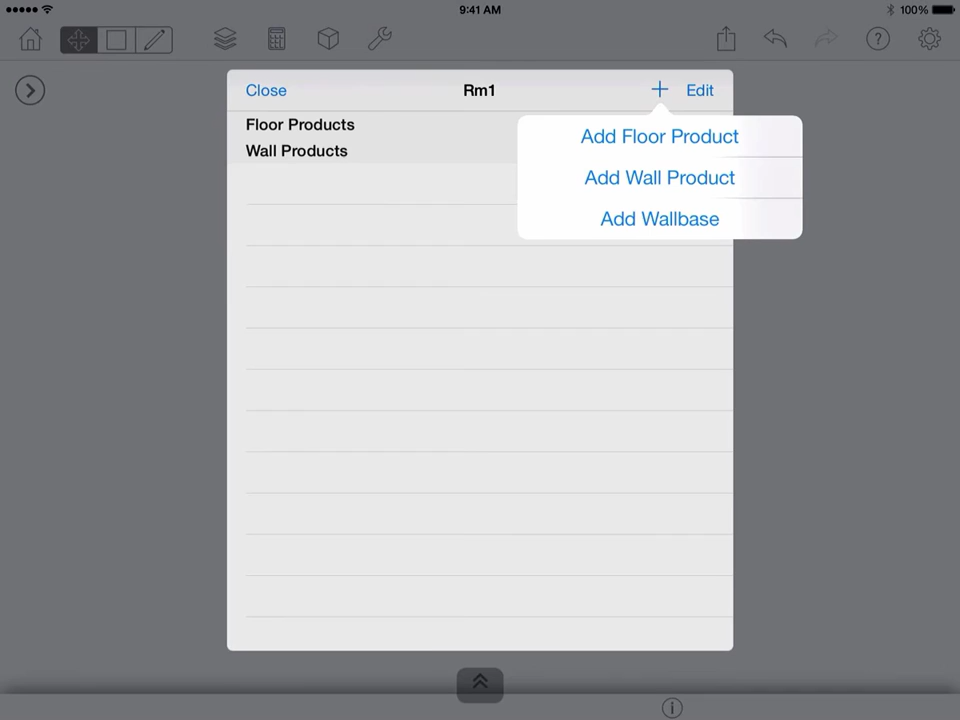 9:41 AM
100%
Close
Rm1
Edit
Floor Products
Wall Products
Add Floor Product
Add Wall Product
Add Wallbase